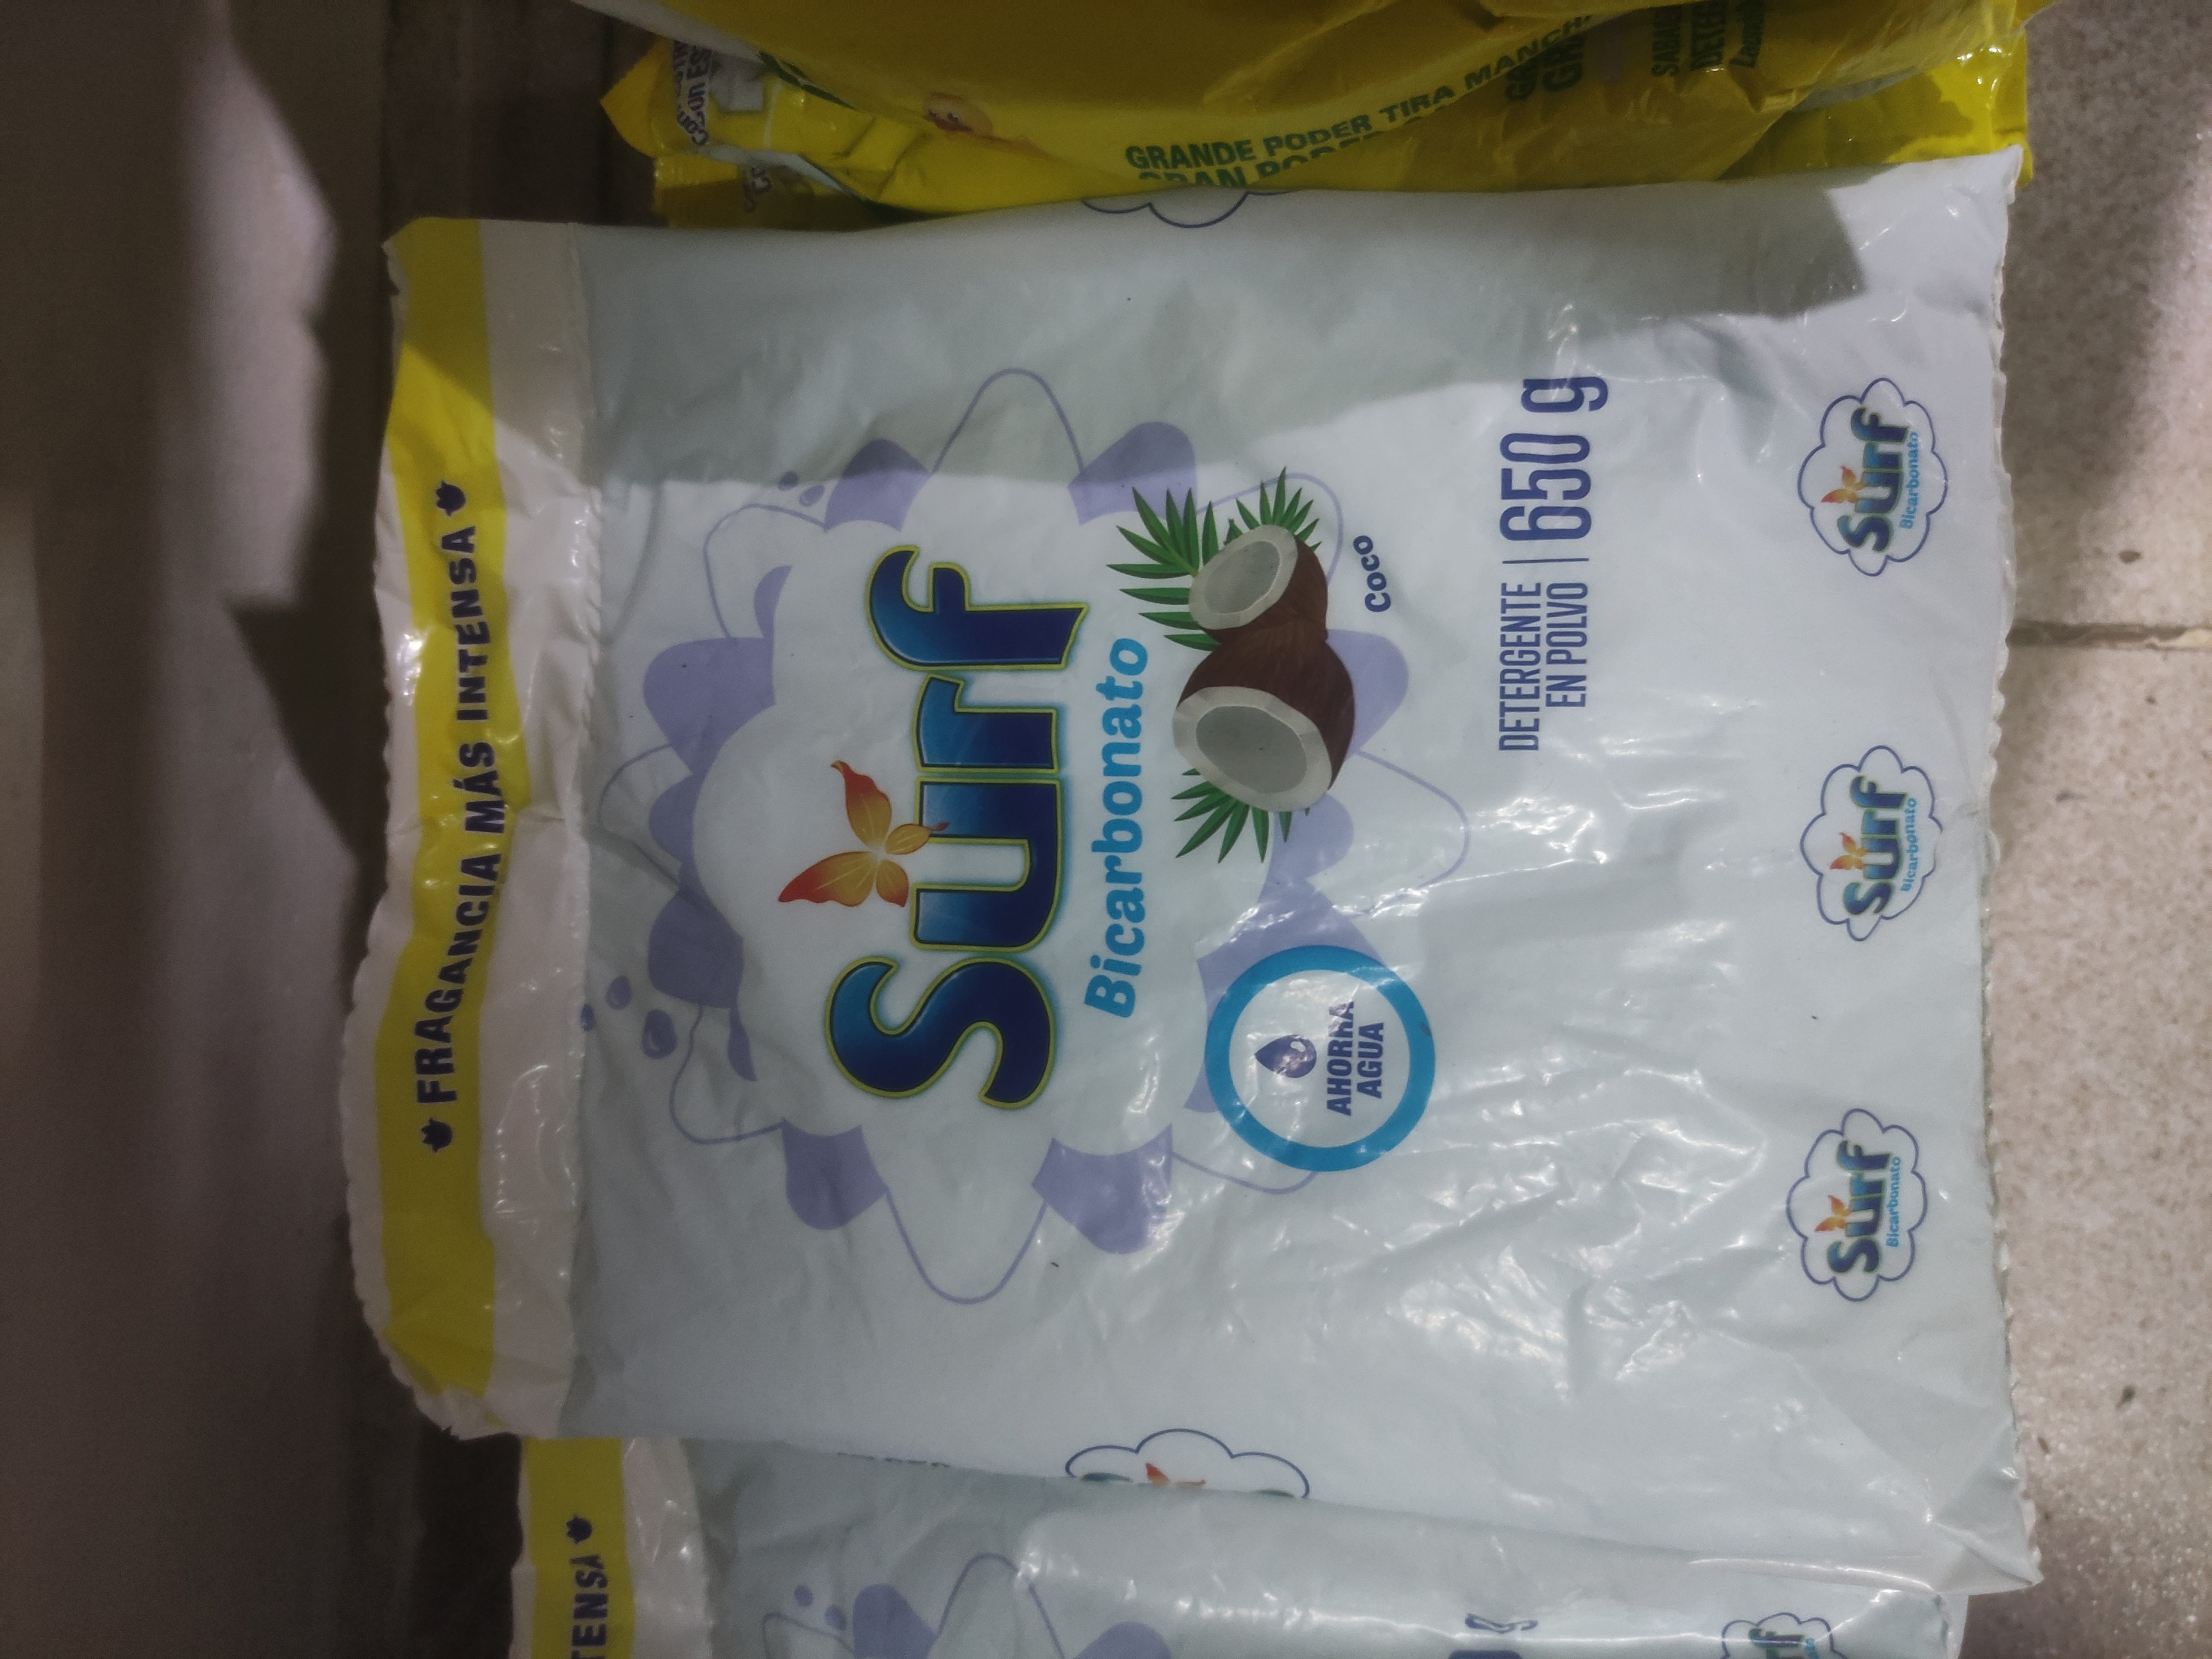 FRAGANCIA MÁS INTENSA
TENSA
Surf
Bicarbonato
AHORRA
AGUA
Coco
DETERGENTE
EN POLVO
650 g
g
Surf
Bicarbonato
Surf
Bicarbonato
Surf
Bicarbonato
GRANDE PODER TIRA